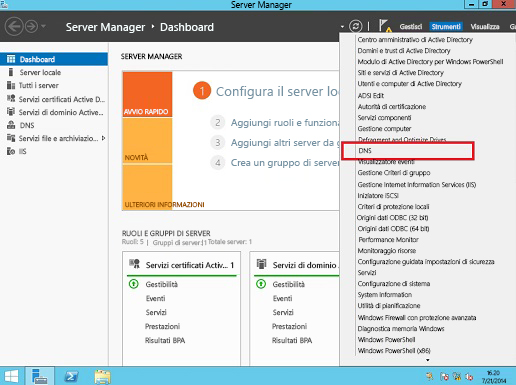 Server Manager
Server Manager • Dashboard
Gestisci Strumenti Visualizza
Dashboard
Server locale
Tutti i server
Servizi certificati Active D...
Servizi di dominio Active...
DNS
Servizi file e archiviazio...
IIS
SERVER MANAGER
AVVIO RAPIDO
NOVITÀ
ULTERIORI INFORMAZIONI
1 Configura il server lo
2 Aggiungi ruoli e funziona
3 Aggiungi altri server da g
4 Crea un gruppo di server
RUOLI E GRUPPI DI SERVER
Ruoli: 5 | Gruppi di server: 1 Totale server: 1
Servizi certificati Activ... 1
Gestibilità
Eventi
Servizi
Prestazioni
Risultati BPA
Servizi di dominio
Gestibilità
Eventi
Servizi
Prestazioni
Risultati BPA
Centro amministrativo di Active Directory
Domini e trust di Active Directory
Modulo di Active Directory per Windows PowerShell
Siti e servizi di Active Directory
Utenti e computer di Active Directory
ADSI Edit
Autorità di certificazione
Servizi componenti
Gestione computer
Defragment and Optimize Drives
DNS
Visualizzatore eventi
Gestione Criteri di gruppo
Gestione Internet Information Services (IIS)
Iniziatore iSCSI
Criteri di protezione locali
Origini dati ODBC (32 bit)
Origini dati ODBC (64 bit)
Performance Monitor
Monitoraggio risorse
Configurazione guidata impostazioni di sicurezza
Servizi
Configurazione di sistema
System Information
Utilità di pianificazione
Windows Firewall con protezione avanzata
Diagnostica memoria Windows
Windows PowerShell
Windows PowerShell (x86)
16.20
7/21/2014